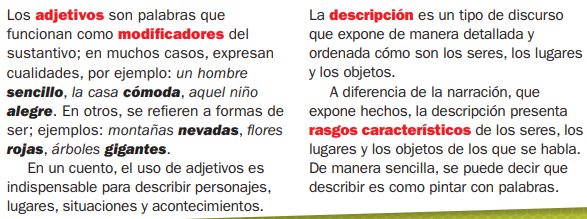 Los adjetivos son palabras que
funcionan como modificadores del
sustantivo; en muchos casos, expresan
cualidades, por ejemplo: un hombre
sencillo, la casa cómoda, aquel niño
alegre. En otros, se refieren a formas de
ser; ejemplos: montañas nevadas, flores
rojas, árboles gigantes.
En un cuento, el uso de adjetivos es
indispensable para describir personajes,
lugares, situaciones y acontecimientos.
La descripción es un tipo de discurso
que expone de manera detallada y
ordenada cómo son los seres, los lugares
y los objetos.
A diferencia de la narración, que
expone hechos, la descripción presenta
rasgos característicos de los seres, los
lugares y los objetos de los que se habla.
De manera sencilla, se puede decir que
describir es como pintar con palabras.